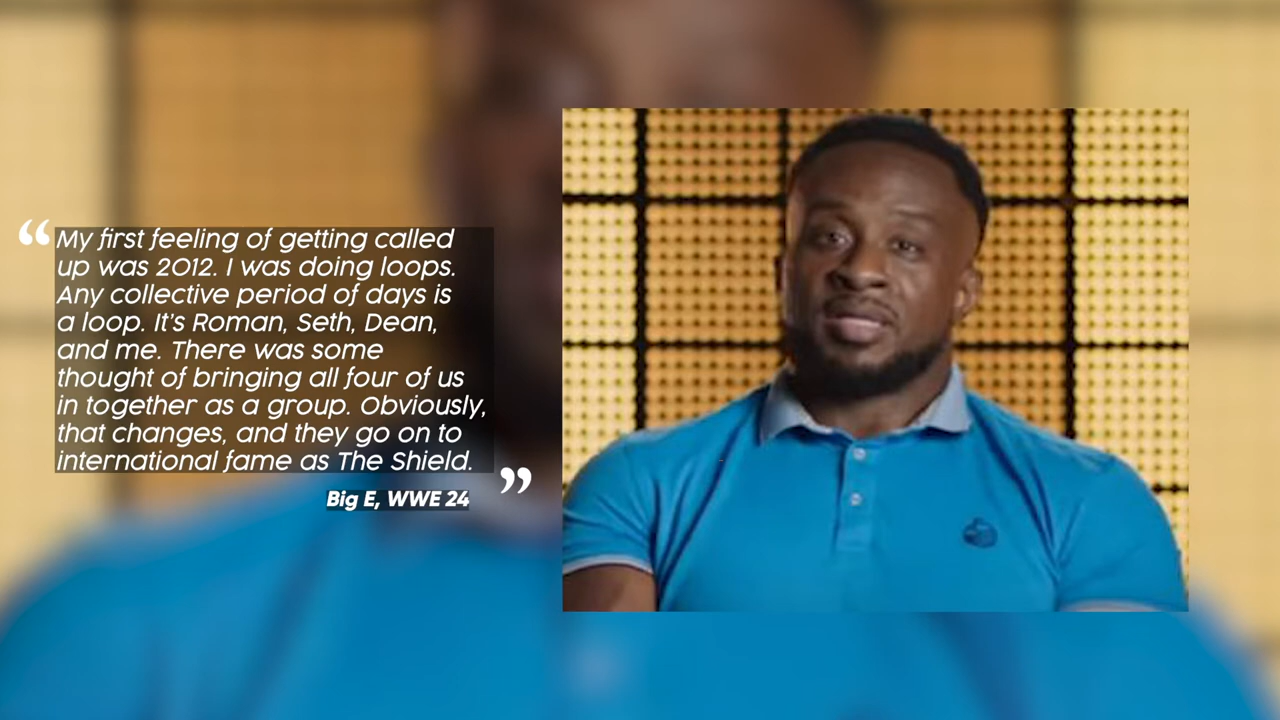 “
My first feeling of getting called
up was 2012. I was doing loops.
Any collective period of days is
a loop. It's Roman, Seth, Dean,
and me. There was some
thought of bringing all four of us
in together as a group. Obviously,
that changes, and they go on to
international fame as The Shield.
”
Big E, WWE 24